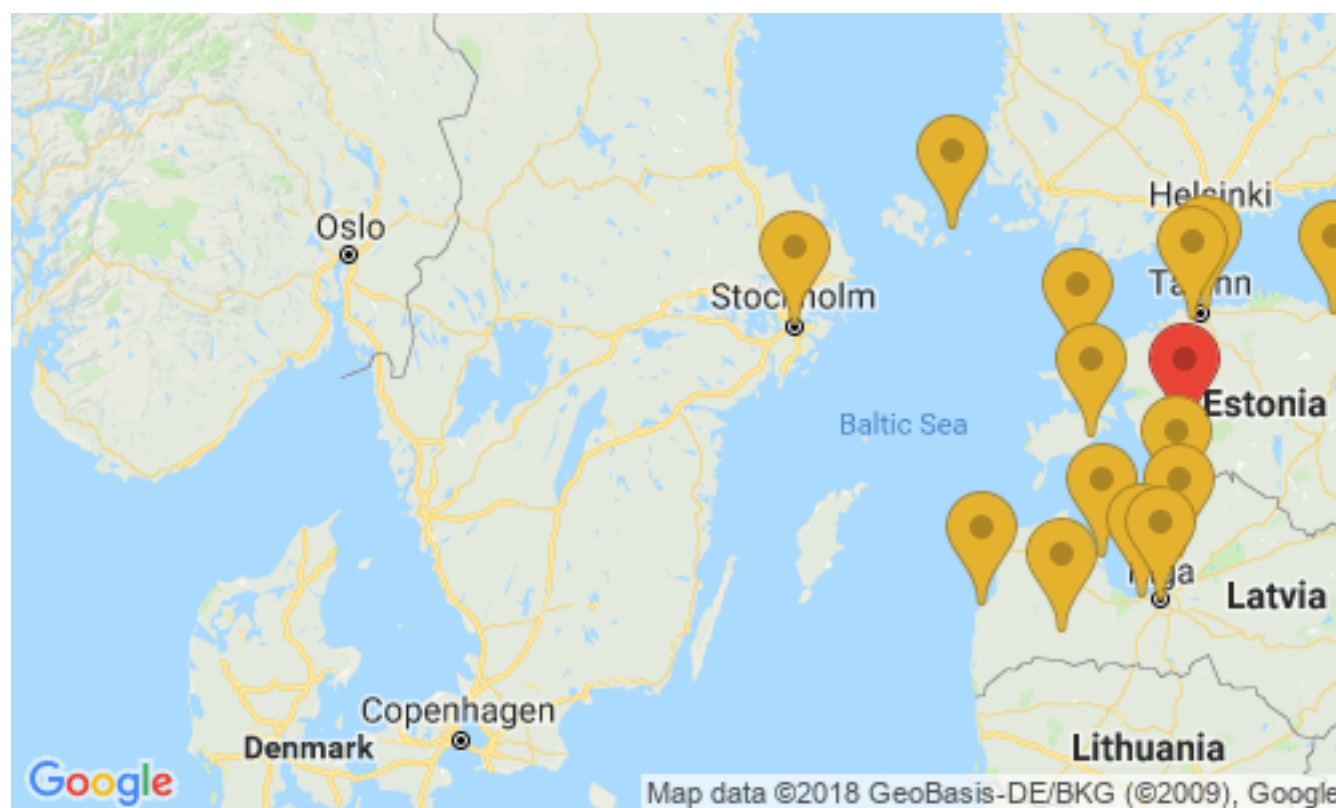 Helsinki
Oslo
Stockholm
Baltic Sea
Estonia
Latvia
Copenhagen
Denmark
Lithuania
Google
Map data ©2018 GeoBasis-DE/BKG (©2009), Google